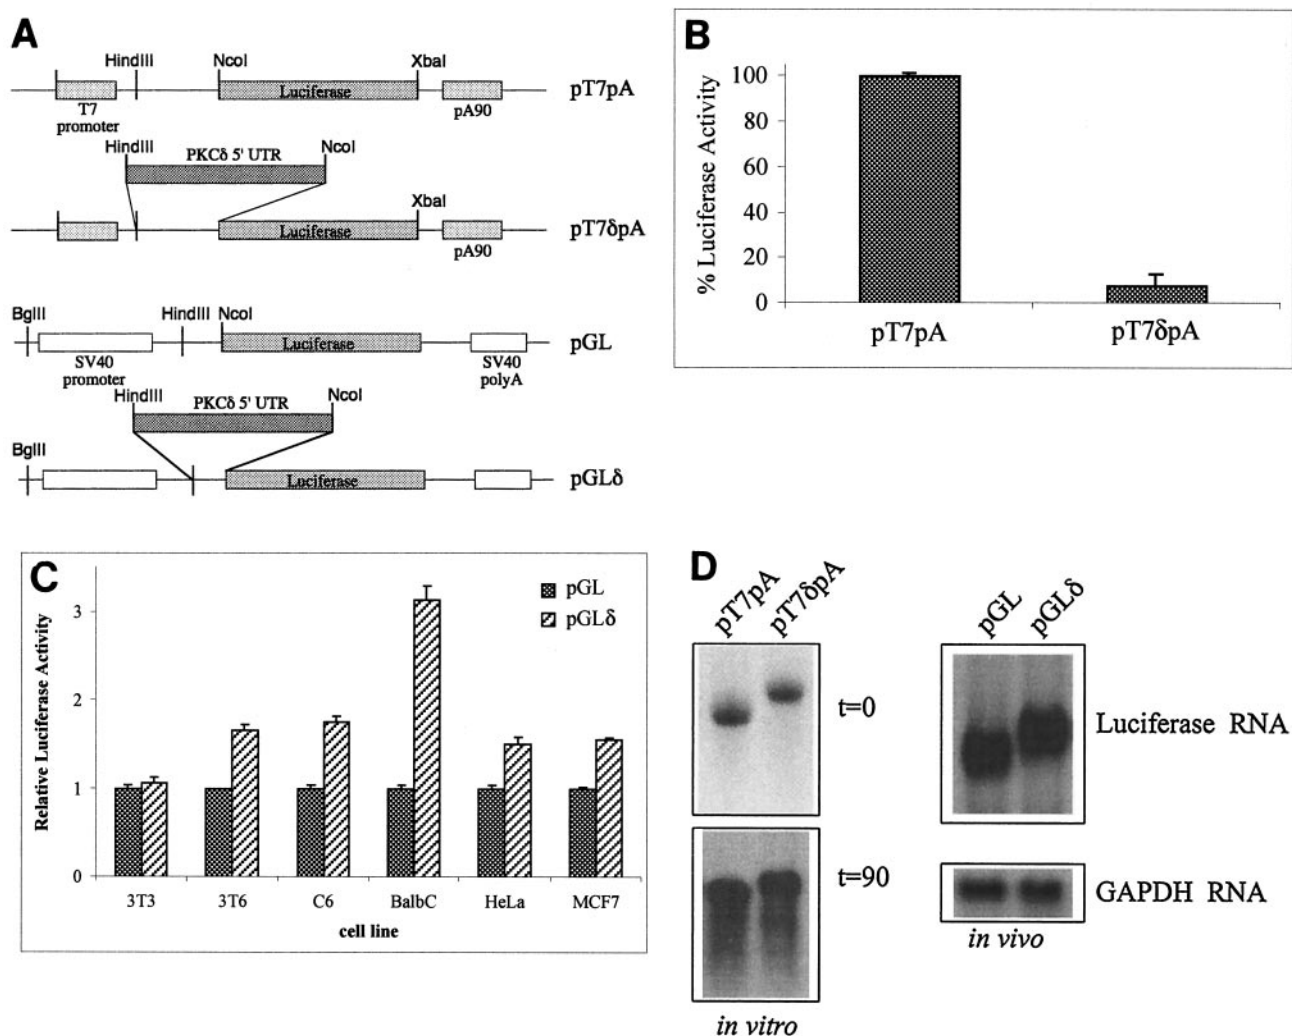 A
HindIII NcoI XbaI
Luciferase pT7pA
T7 promoter pA90
HindIII PKCδ 5' UTR NcoI
XbaI
Luciferase pT7δpA
pA90
BglII HindIII NcoI
Luciferase pGL
SV40 promoter SV40 polyA
HindIII PKCδ 5' UTR NcoI
BglII
Luciferase pGLδ
B
% Luciferase Activity
100
80
60
40
20
0
pT7pA pT7δpA
C
pGL
pGLδ
Relative Luciferase Activity
3
2
1
0
3T3 3T6 C6 BalbC HeLa MCF7
cell line
D
pT7pA pT7δpA
t=0
t=90
in vitro
pGL pGLδ
Luciferase RNA
GAPDH RNA
in vivo